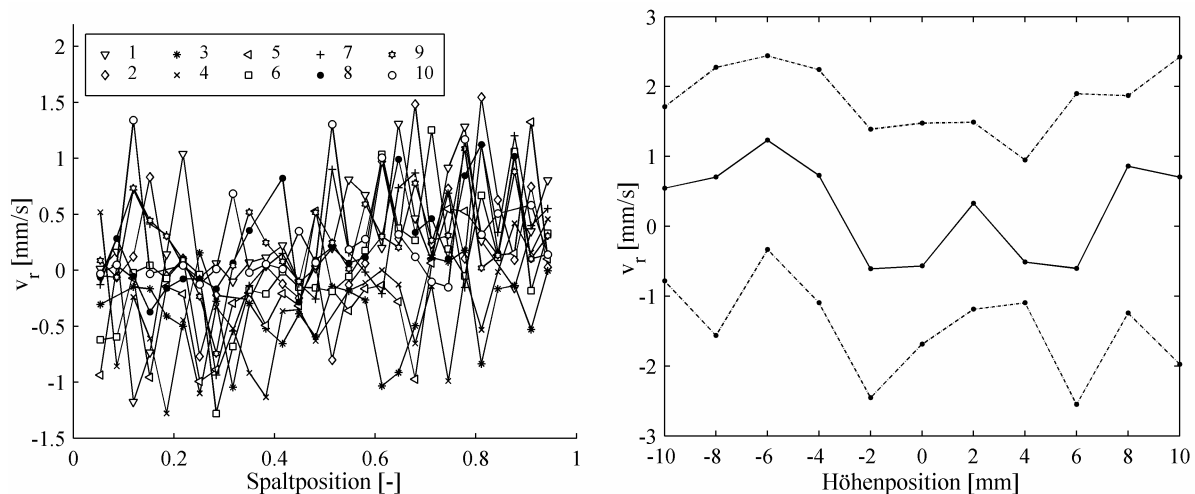 2
1.5
1
0.5
0
-0.5
-1
-1.5
1 3 5 7 9
2 4 6 8 10
v_r [mm/s]
0 0.2 0.4 0.6 0.8 1
Spaltposition [-]
3
2
1
0
-1
-2
-3
v_r [mm/s]
-10 -8 -6 -4 -2 0 2 4 6 8 10
Höhenposition [mm]